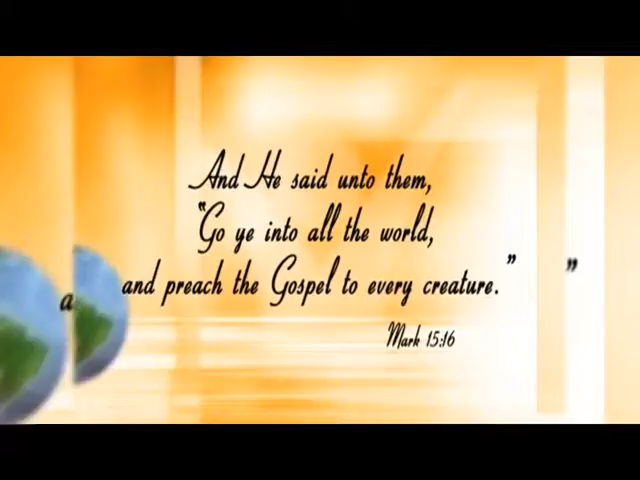 And He said unto them,
“Go ye into all the world,
and preach the Gospel to every creature.”
Mark 15:16
a
”